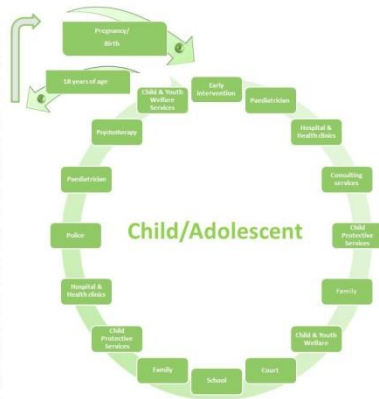 Pregnancy/
Birth
18 years of age
Early
intervention
Paediatrician
Hospital &
Health clinics
Consulting
services
Child
Protective
Services
Family
Child & Youth
Welfare
Court
School
Family
Child
Protective
Services
Hospital &
Health clinics
Police
Paediatrician
Psychotherapy
Child & Youth
Welfare
Services
Child/Adolescent